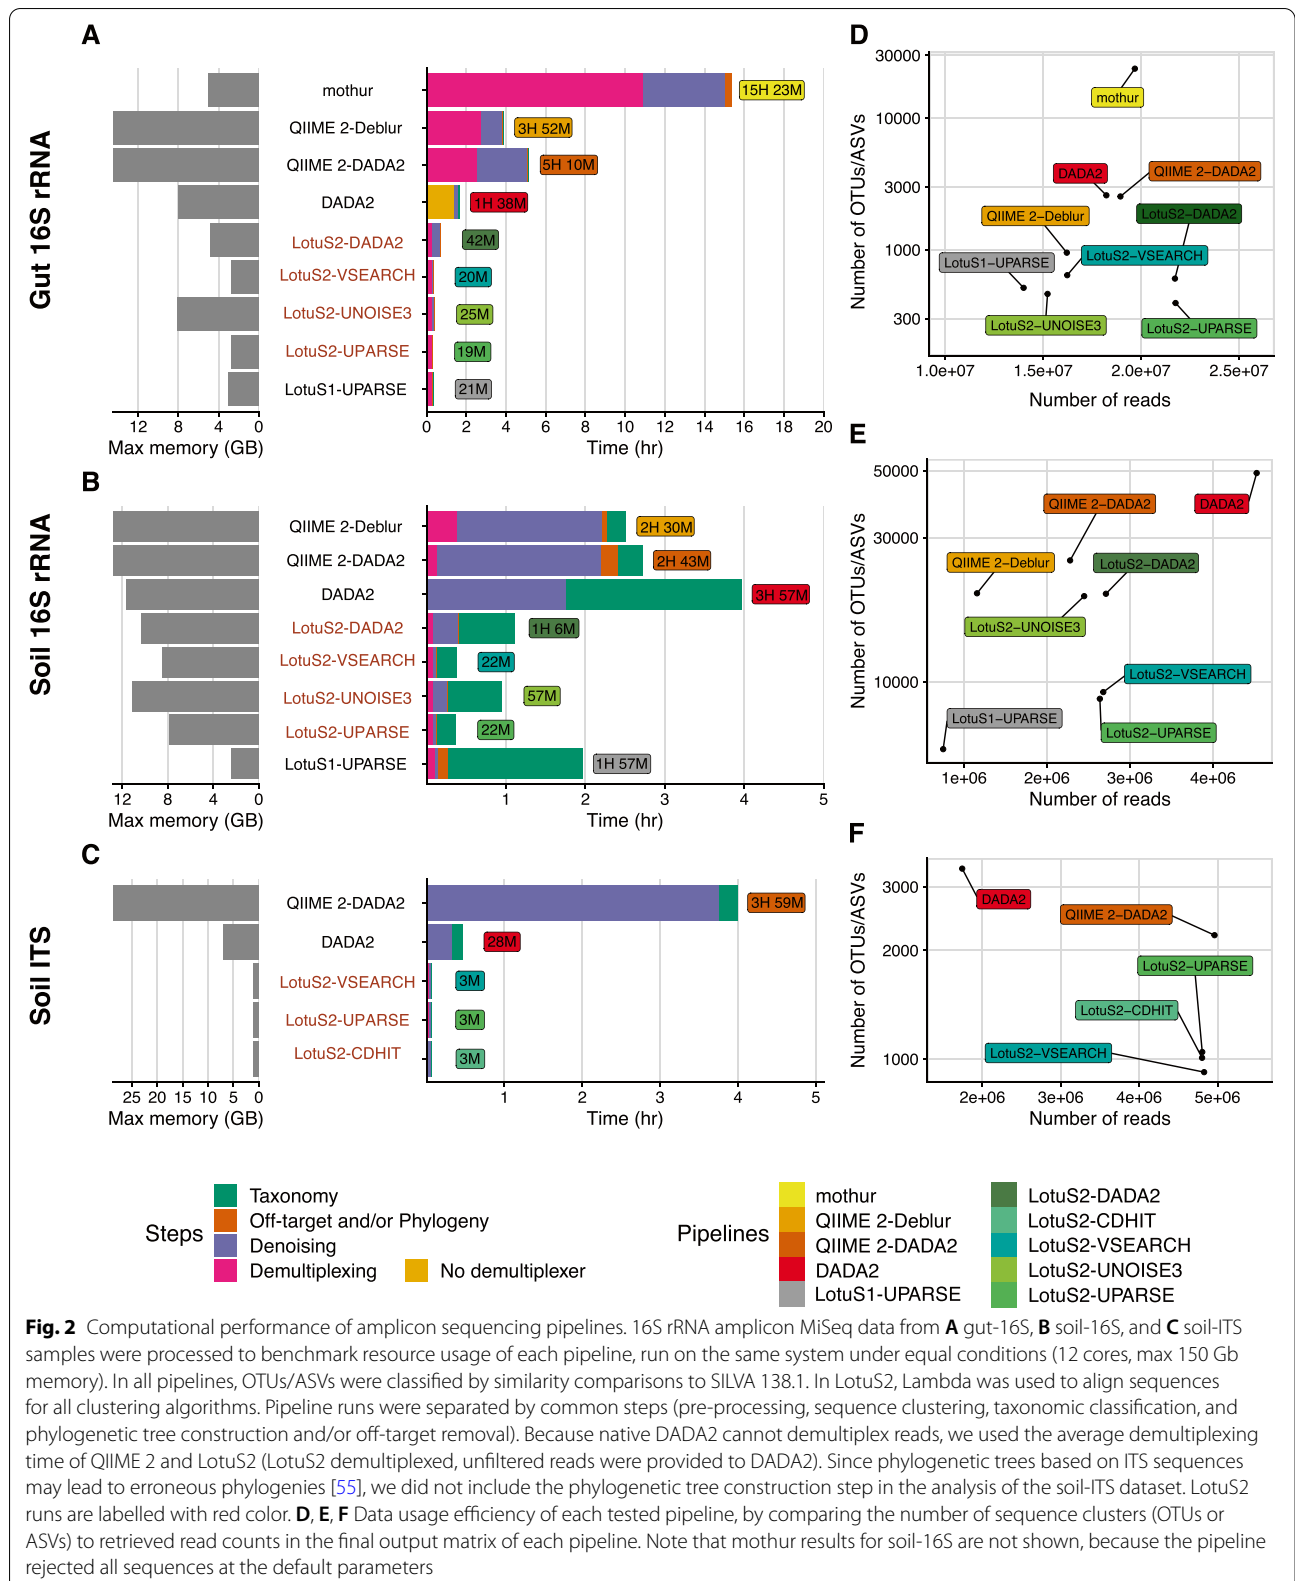 A
Gut 16S rRNA
mothur
QIIME 2-Deblur
QIIME 2-DADA2
DADA2
LotuS2-DADA2
LotuS2-VSEARCH
LotuS2-UNOISE3
LotuS2-UPARSE
LotuS1-UPARSE
15H 23M
3H 52M
5H 10M
1H 38M
42M
20M
25M
19M
21M
12 8 4 0
Max memory (GB)
0 2 4 6 8 10 12 14 16 18 20
Time (hr)
D
Number of OTUs/ASVs
30000
10000
3000
1000
300
mothur
DADA2
QIIME 2-DADA2
QIIME 2-Deblur
LotuS2-DADA2
LotuS1-UPARSE
LotuS2-VSEARCH
LotuS2-UNOISE3
LotuS2-UPARSE
1.0e+07 1.5e+07 2.0e+07 2.5e+07
Number of reads
B
Soil 16S rRNA
QIIME 2-Deblur
QIIME 2-DADA2
DADA2
LotuS2-DADA2
LotuS2-VSEARCH
LotuS2-UNOISE3
LotuS2-UPARSE
LotuS1-UPARSE
2H 30M
2H 43M
3H 57M
1H 6M
22M
57M
22M
1H 57M
12 8 4 0
Max memory (GB)
1 2 3 4 5
Time (hr)
E
Number of OTUs/ASVs
50000
30000
10000
QIIME 2-DADA2
DADA2
QIIME 2-Deblur
LotuS2-DADA2
LotuS2-UNOISE3
LotuS2-VSEARCH
LotuS1-UPARSE
LotuS2-UPARSE
1e+06 2e+06 3e+06 4e+06
Number of reads
C
Soil ITS
QIIME 2-DADA2
DADA2
LotuS2-VSEARCH
LotuS2-UPARSE
LotuS2-CDHIT
3H 59M
28M
3M
3M
3M
25 20 15 10 5 0
Max memory (GB)
1 2 3 4 5
Time (hr)
F
Number of OTUs/ASVs
3000
2000
1000
DADA2
QIIME 2-DADA2
LotuS2-UPARSE
LotuS2-CDHIT
LotuS2-VSEARCH
2e+06 3e+06 4e+06 5e+06
Number of reads
Steps
Taxonomy
Off-target and/or Phylogeny
Denoising
Demultiplexing
No demultiplexer
Pipelines
mothur
QIIME 2-Deblur
QIIME 2-DADA2
DADA2
LotuS1-UPARSE
LotuS2-DADA2
LotuS2-CDHIT
LotuS2-VSEARCH
LotuS2-UNOISE3
LotuS2-UPARSE
Fig. 2 Computational performance of amplicon sequencing pipelines. 16S rRNA amplicon MiSeq data from A gut-16S, B soil-16S, and C soil-ITS
samples were processed to benchmark resource usage of each pipeline, run on the same system under equal conditions (12 cores, max 150 Gb
memory). In all pipelines, OTUs/ASVs were classified by similarity comparisons to SILVA 138.1. In LotuS2, Lambda was used to align sequences
for all clustering algorithms. Pipeline runs were separated by common steps (pre-processing, sequence clustering, taxonomic classification, and
phylogenetic tree construction and/or off-target removal). Because native DADA2 cannot demultiplex reads, we used the average demultiplexing
time of QIIME 2 and LotuS2 (LotuS2 demultiplexed, unfiltered reads were provided to DADA2). Since phylogenetic trees based on ITS sequences
may lead to erroneous phylogenies [55], we did not include the phylogenetic tree construction step in the analysis of the soil-ITS dataset. LotuS2
runs are labelled with red color. D, E, F Data usage efficiency of each tested pipeline, by comparing the number of sequence clusters (OTUs or
ASVs) to retrieved read counts in the final output matrix of each pipeline. Note that mothur results for soil-16S are not shown, because the pipeline
rejected all sequences at the default parameters